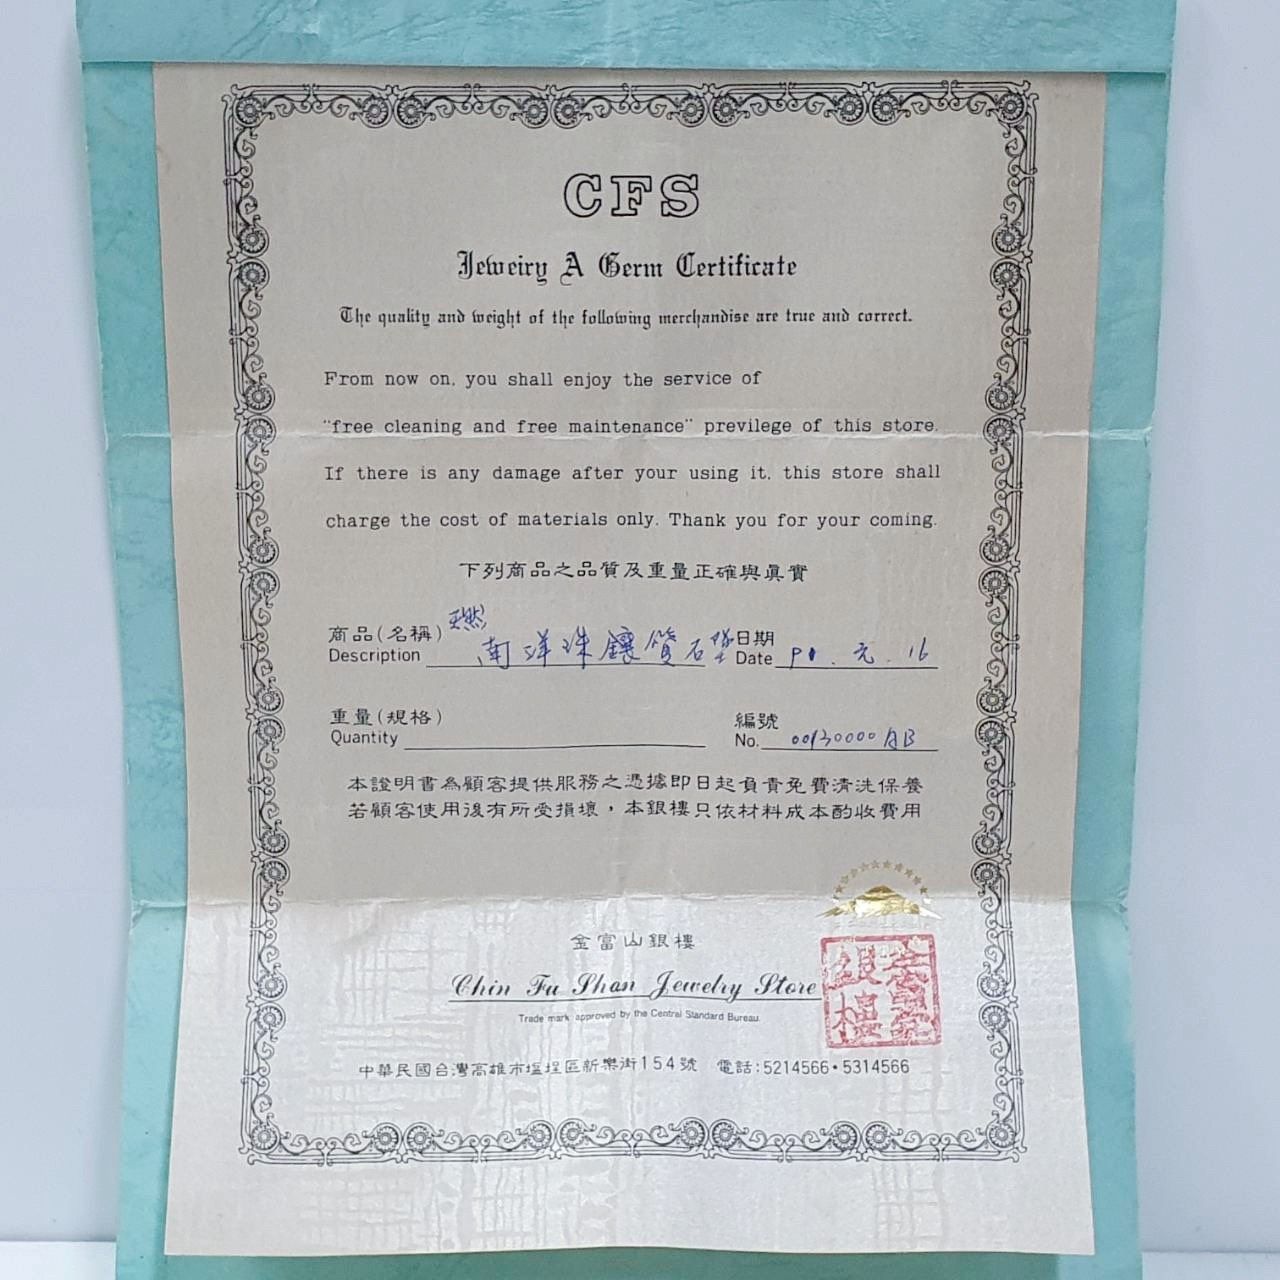 CFS
Jeweiry A Germ Certificate
The quality and weight of the following merchandise are true and correct.
From now on, you shall enjoy the service of
"free cleaning and free maintenance" previlege of this store.
If there is any damage after your using it, this store shall
charge the cost of materials only. Thank you for your coming.
下列商品之品質及重量正確與眞實
商品(名稱) 天然南洋珠鑲質石墜 日期
Description Date 90.元.16
重量(規格) 編號
Quantity No. 00130000
本證明書為顧客提供服務之憑據即日起負責免費清洗保養
若顧客使用後有所受損壞，本銀樓只依材料成本酌收費用
金富山銀樓
Chin Fu Shan Jewelry Store
Trade mark approved by the Central Standard Bureau.
銀樓
中華民國台灣高雄市塩埕區新樂街154號 電話:5214566•5314566